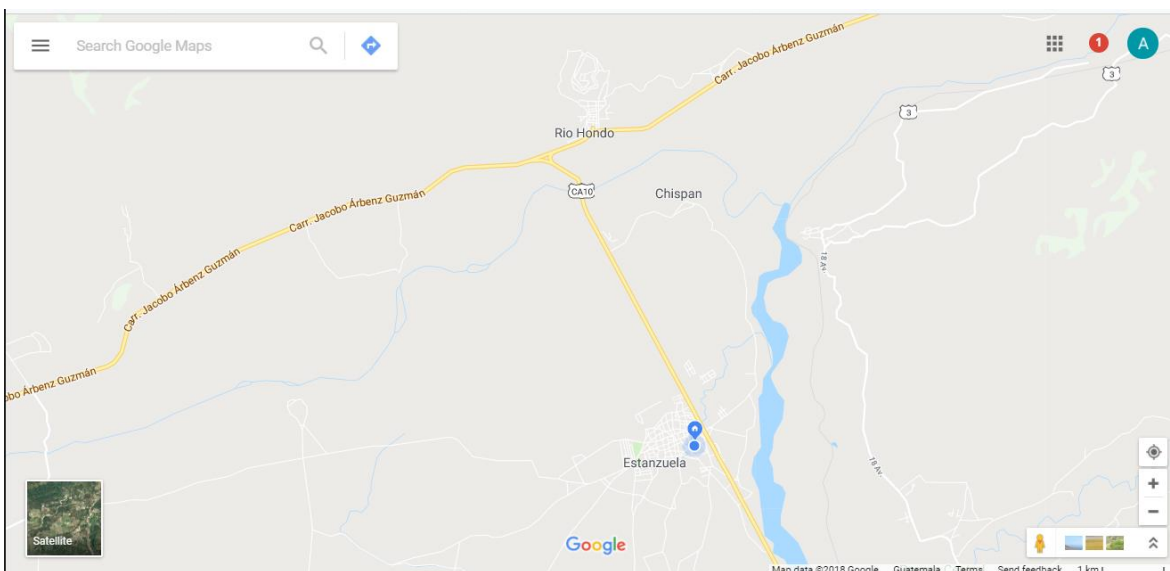 Search Google Maps
1
A
Carr. Jacobo Árbenz Guzmán
3
3
Rio Hondo
CA10
Chispan
Carr. Jacobo Árbenz Guzmán
18 Av.
Carr. Jacobo Árbenz Guzmán
bo Árbenz Guzmán
Estanzuela
18 Av.
Satellite
Google
Map data ©2018 Google Guatemala Terms Send feedback 1 km